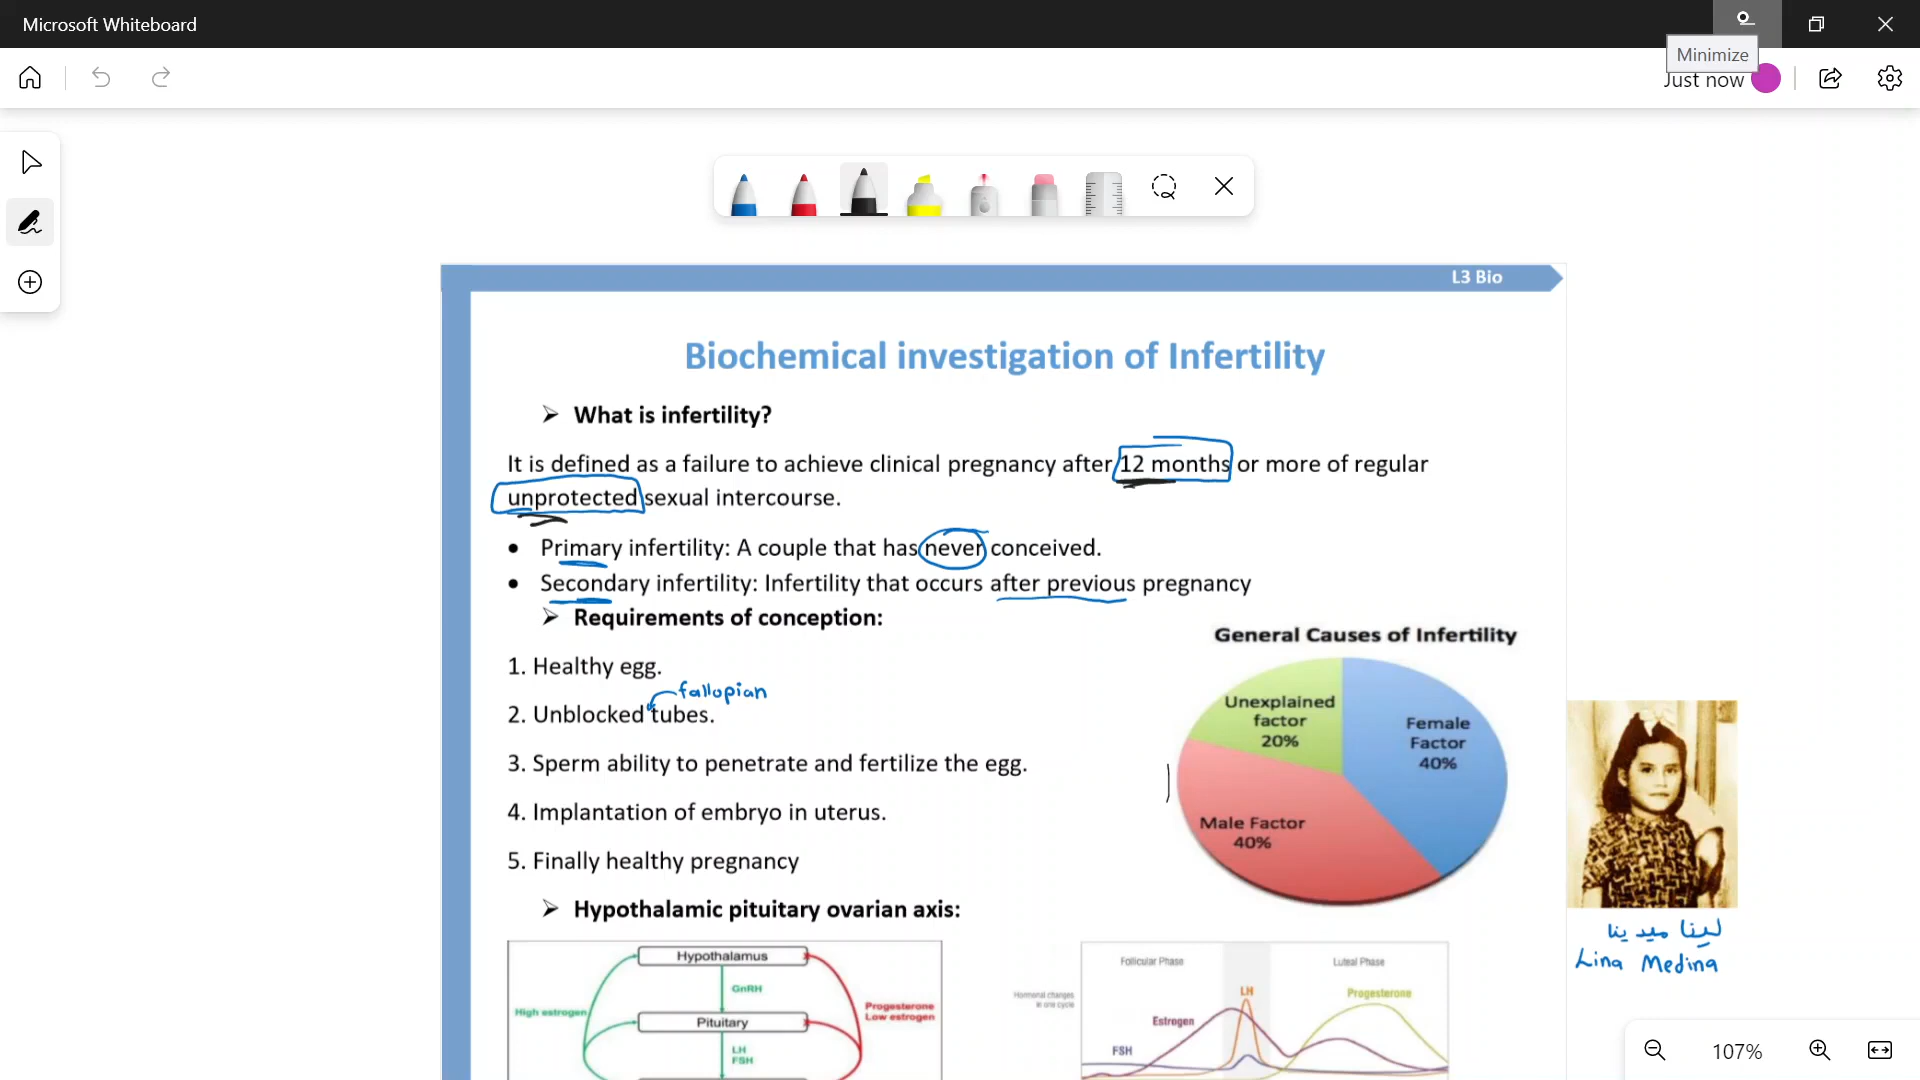 Microsoft Whiteboard
Minimize
Just now
L3 Bio
Biochemical investigation of Infertility
➢ What is infertility?
It is defined as a failure to achieve clinical pregnancy after 12 months or more of regular
unprotected sexual intercourse.
• Primary infertility: A couple that has never conceived.
• Secondary infertility: Infertility that occurs after previous pregnancy
➢ Requirements of conception:
1. Healthy egg.
fallopian
2. Unblocked tubes.
3. Sperm ability to penetrate and fertilize the egg.
4. Implantation of embryo in uterus.
5. Finally healthy pregnancy
General Causes of Infertility
Unexplained
factor
20%
Female
Factor
40%
Male Factor
40%
لينا ميدينا
Lina Medina
➢ Hypothalamic pituitary ovarian axis:
Hypothalamus
GnRH
High estrogen
Progesterone
Low estrogen
Pituitary
LH
FSH
Follicular Phase
Luteal Phase
Hormonal changes
in one cycle
LH
Progesterone
Estrogen
FSH
107%